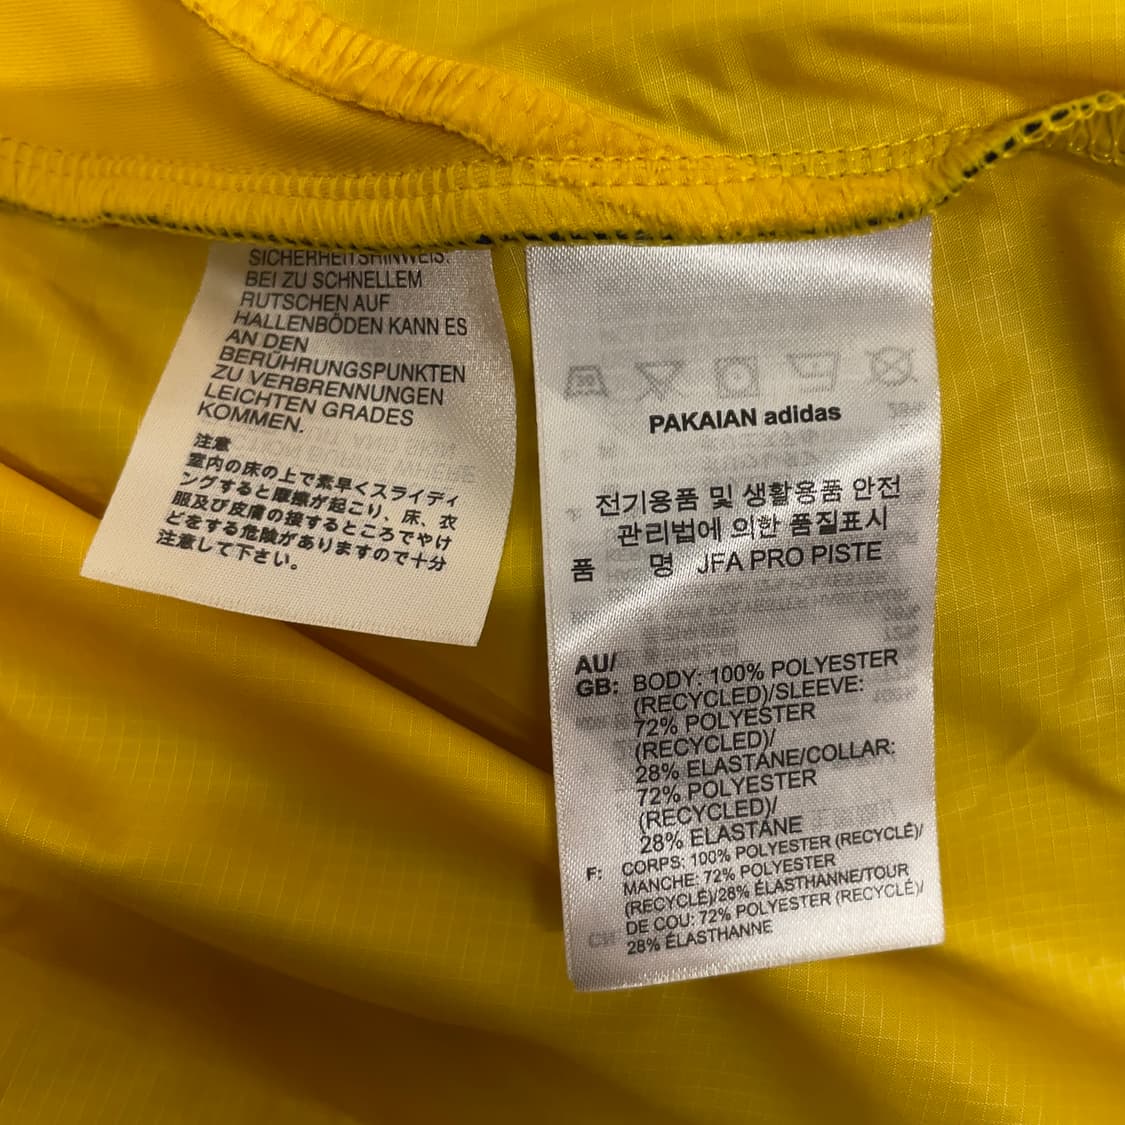 SICHERHEITSHINWEIS:
BEI ZU SCHNELLEM
RUTSCHEN AUF
HALLENBÖDEN KANN ES
AN DEN
BERÜHRUNGSPUNKTEN
ZU VERBRENNUNGEN
LEICHTEN GRADES
KOMMEN.
注意
室内の床の上で素早くスライディ
ングすると摩擦が起こり、床、衣
服及び皮膚の接するところでやけ
どをする危険がありますので十分
注意して下さい。
30
PAKAIAN adidas
전기용품 및 생활용품 안전
관리법에 의한 품질표시
품 명 JFA PRO PISTE
AU/
GB: BODY: 100% POLYESTER
(RECYCLED)/SLEEVE:
72% POLYESTER
(RECYCLED)/
28% ELASTANE/COLLAR:
72% POLYESTER
(RECYCLED)/
28% ELASTANE
F: CORPS: 100% POLYESTER (RECYCLÉ)/
MANCHE: 72% POLYESTER
(RECYCLÉ)/28% ÉLASTHANNE/TOUR
DE COU: 72% POLYESTER (RECYCLÉ)/
28% ÉLASTHANNE